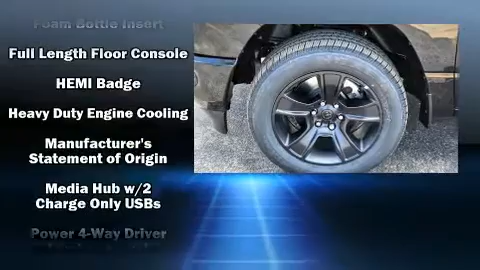 Foam Bottle Insert
Full Length Floor Console
HEMI Badge
Heavy Duty Engine Cooling
Manufacturer's
Statement of Origin
Media Hub w/2
Charge Only USBs
Power 4-Way Driver